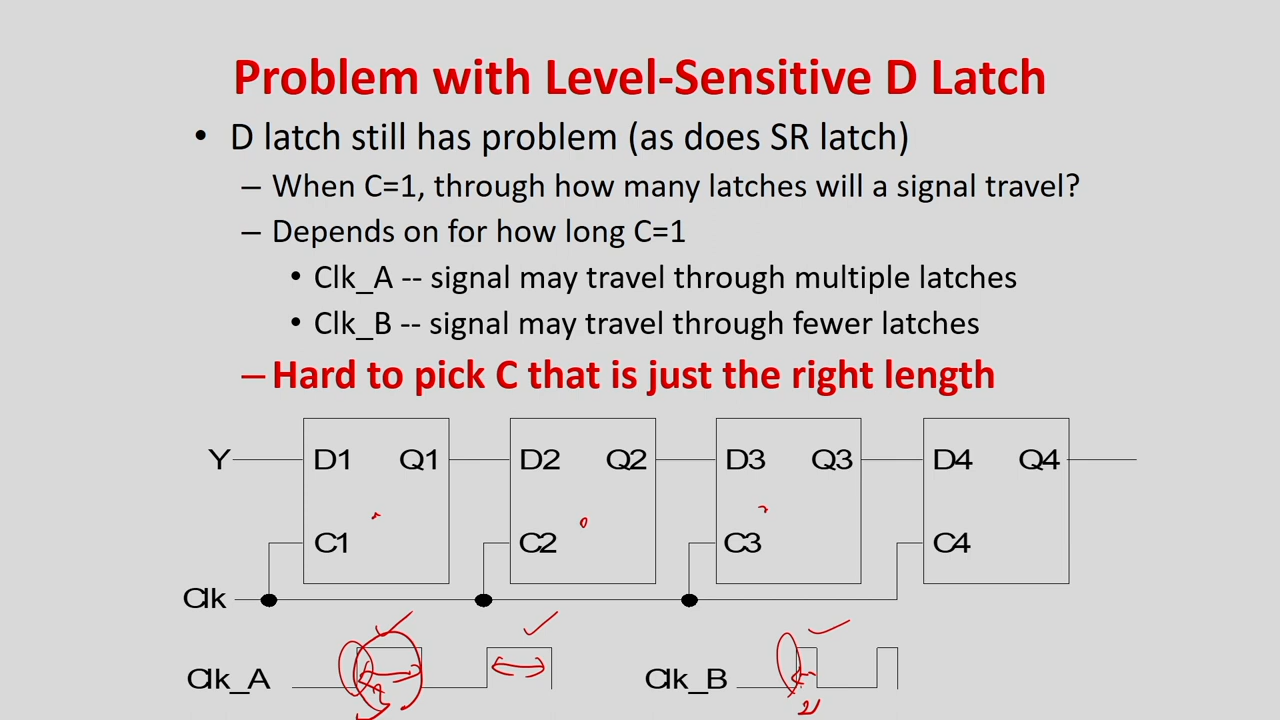 Problem with Level-Sensitive D Latch
• D latch still has problem (as does SR latch)
– When C=1, through how many latches will a signal travel?
– Depends on for how long C=1
• Clk_A -- signal may travel through multiple latches
• Clk_B -- signal may travel through fewer latches
– Hard to pick C that is just the right length
Y D1 Q1 D2 Q2 D3 Q3 D4 Q4
C1 C2 C3 C4
Clk
Clk_A Clk_B